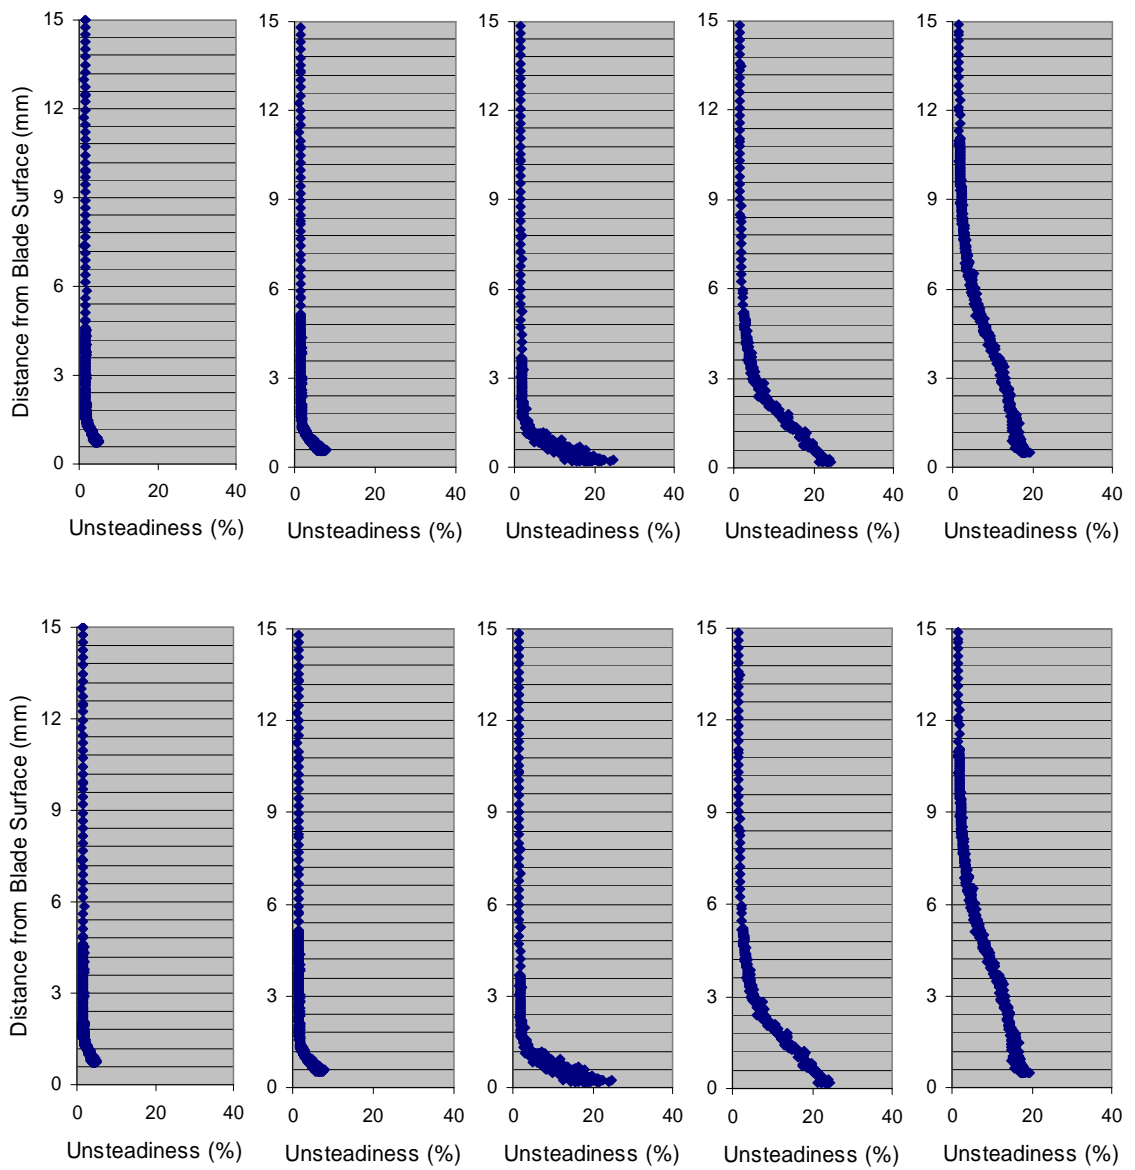 15 15 15 15 15
12 12 12 12 12
9 9 9 9 9
6 6 6 6 6
3 3 3 3 3
0 0 0 0 0
Distance from Blade Surface (mm)
0 20 40 0 20 40 0 20 40 0 20 40 0 20 40
Unsteadiness (%) Unsteadiness (%) Unsteadiness (%) Unsteadiness (%) Unsteadiness (%)
15 15 15 15 15
12 12 12 12 12
9 9 9 9 9
6 6 6 6 6
3 3 3 3 3
0 0 0 0 0
Distance from Blade Surface (mm)
0 20 40 0 20 40 0 20 40 0 20 40 0 20 40
Unsteadiness (%) Unsteadiness (%) Unsteadiness (%) Unsteadiness (%) Unsteadiness (%)